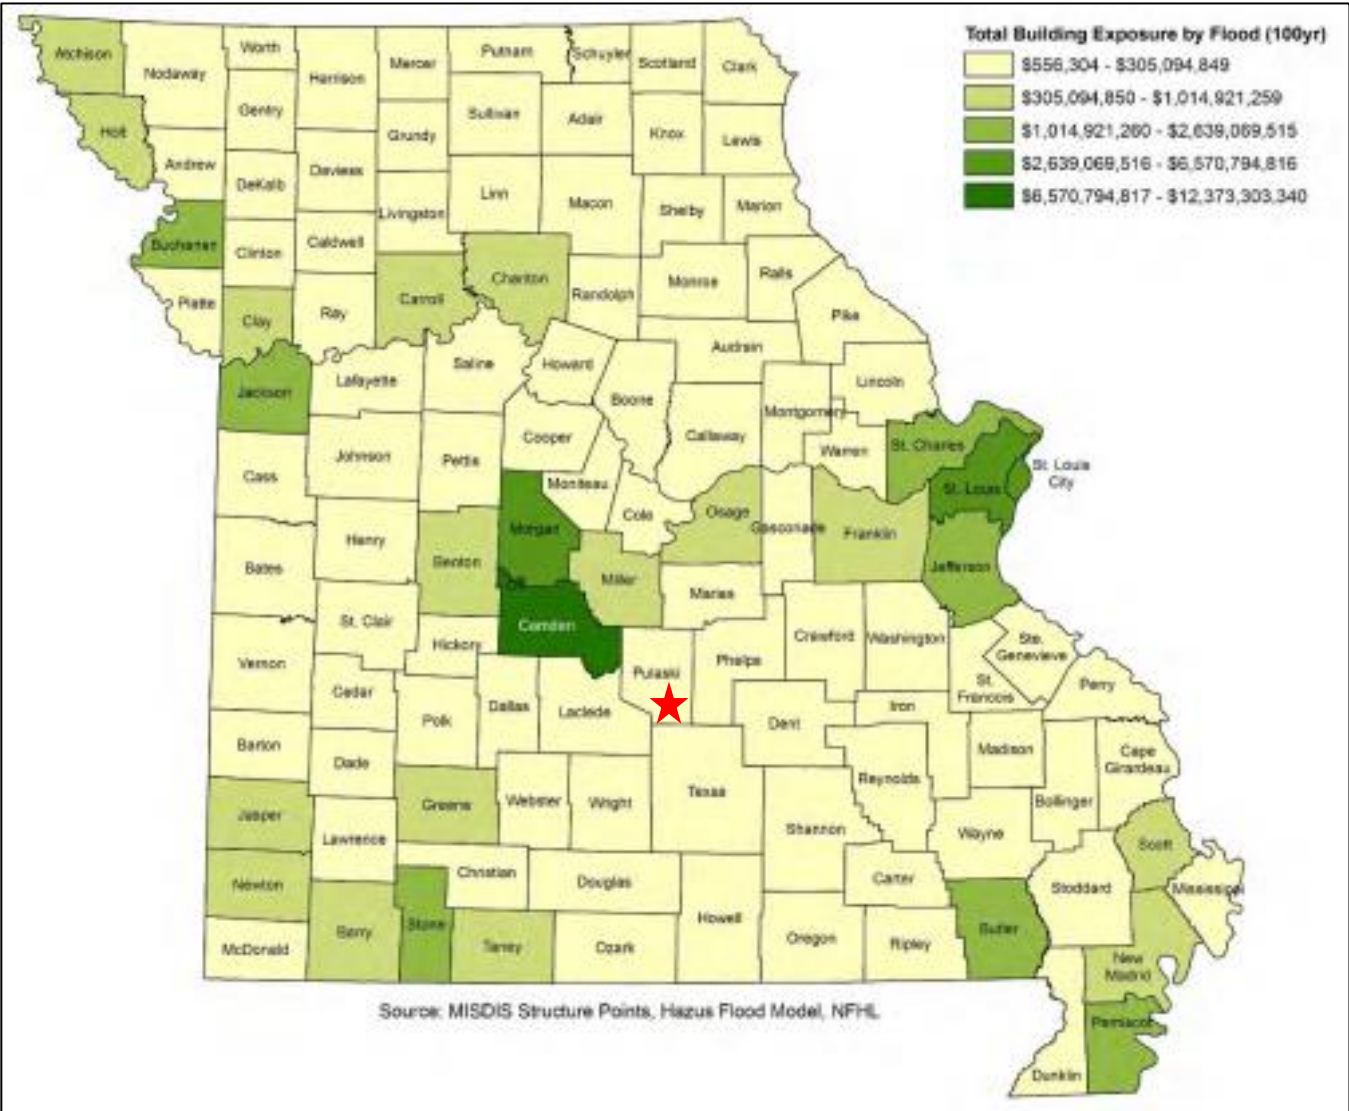 Total Building Exposure by Flood (100yr)
$556,304 - $305,094,849
$305,094,850 - $1,014,921,259
$1,014,921,260 - $2,639,069,515
$2,639,069,516 - $6,570,794,816
$6,570,794,817 - $12,373,303,340
Atchison
Nodaway
Worth
Harrison
Mercer
Putnam
Schuyler
Scotland
Clark
Gentry
Sullivan
Adair
Knox
Lewis
Holt
Andrew
DeKalb
Daviess
Grundy
Linn
Macon
Shelby
Marion
Livingston
Buchanan
Clinton
Caldwell
Chariton
Randolph
Monroe
Ralls
Platte
Clay
Ray
Carroll
Pike
Audrain
Saline
Howard
Jackson
Lafayette
Boone
Lincoln
Montgomery
Callaway
Cooper
Warren
St. Charles
Cass
Johnson
Pettis
Moniteau
St. Louis
St. Louis
City
Cole
Osage
Gasconade
Franklin
Morgan
Henry
Benton
Miller
Bates
Jefferson
Maries
St. Clair
Camden
Hickory
Crawford
Washington
Ste.
Genevieve
Vernon
Pulaski
Phelps
St.
Francois
Perry
Cedar
Polk
Dallas
Laclede
Dent
Iron
Barton
Dade
Madison
Cape
Girardeau
Reynolds
Texas
Greene
Webster
Wright
Bollinger
Jasper
Lawrence
Shannon
Wayne
Scott
Newton
Christian
Douglas
Carter
Stoddard
Mississippi
Barry
Stone
Taney
Ozark
Howell
Oregon
Ripley
Butler
McDonald
New
Madrid
Pemiscot
Dunklin
Source: MISDIS Structure Points, Hazus Flood Model, NFHL